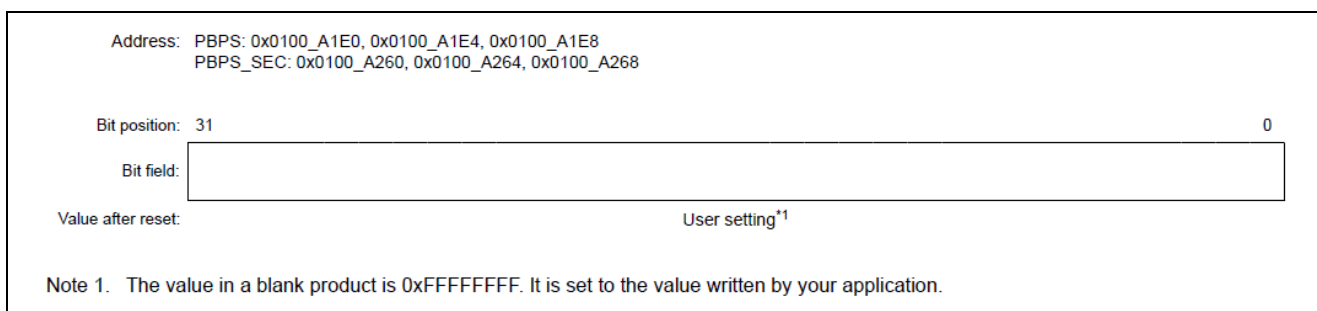 Address: PBPS: 0x0100_A1E0, 0x0100_A1E4, 0x0100_A1E8
PBPS_SEC: 0x0100_A260, 0x0100_A264, 0x0100_A268
Bit position: 31 0
Bit field:
Value after reset: User setting*1
Note 1. The value in a blank product is 0xFFFFFFFF. It is set to the value written by your application.